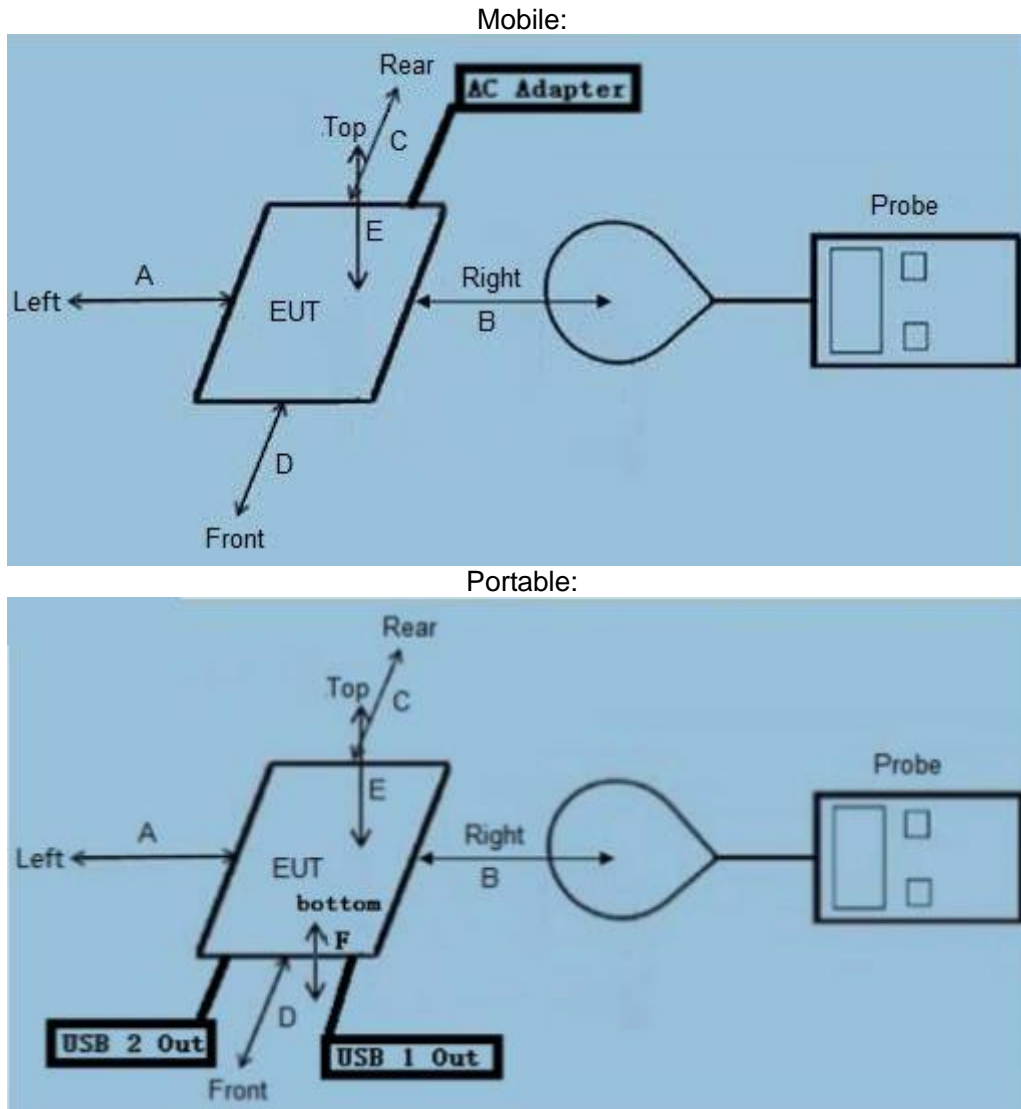 Mobile:
Rear
AC Adapter
.Top
C
E
A
Probe
Right
Left
EUT
B
D
Front
Portable:
Rear
.Top
C
Probe
E
A
Right
Left
EUT
B
bottom
F
D
USB 2 Out
USB 1 Out
Front